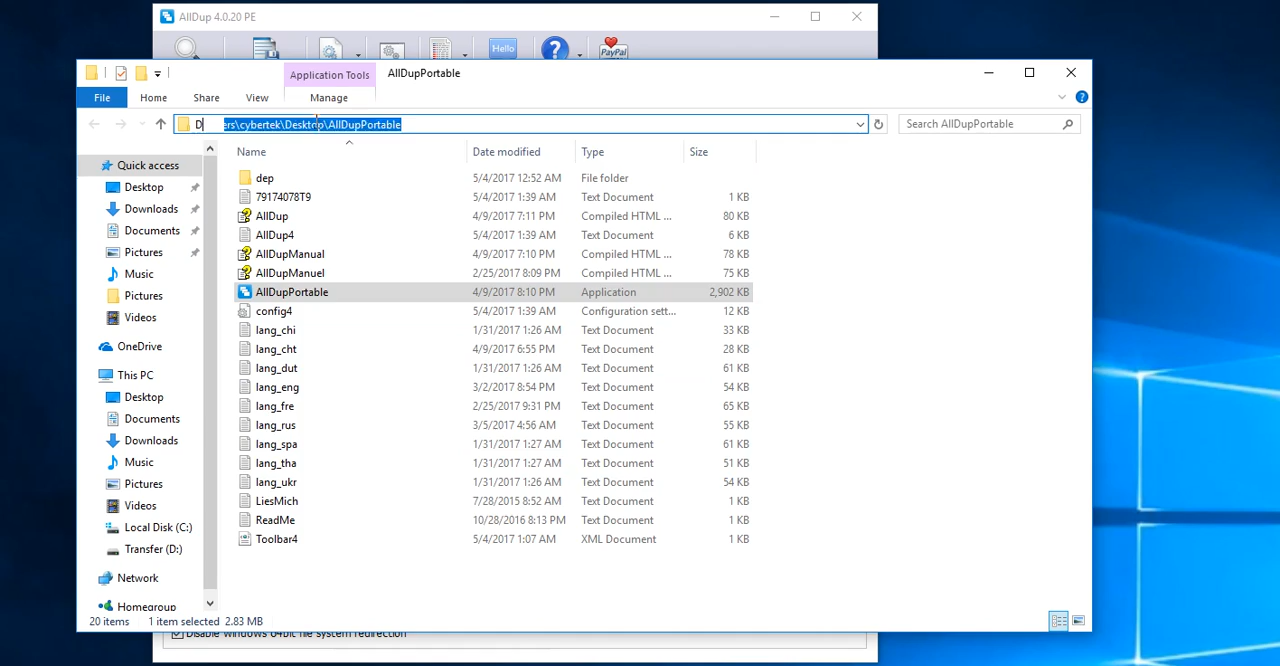 AllDup 4.0.20 PE
Hello
?
PayPal
Application Tools
AllDupPortable
File
Home
Share
View
Manage
?
D ers\cybertek\Desktop\AllDupPortable
Search AllDupPortable
Name
Date modified
Type
Size
Quick access
Desktop
Downloads
Documents
Pictures
Music
Pictures
Videos
OneDrive
This PC
Desktop
Documents
Downloads
Music
Pictures
Videos
Local Disk (C:)
Transfer (D:)
Network
Homegroup
dep 5/4/2017 12:52 AM File folder
79174078T9 5/4/2017 1:39 AM Text Document 1 KB
AllDup 4/9/2017 7:11 PM Compiled HTML ... 80 KB
AllDup4 5/4/2017 1:39 AM Text Document 6 KB
AllDupManual 4/9/2017 7:10 PM Compiled HTML ... 78 KB
AllDupManuel 2/25/2017 8:09 PM Compiled HTML ... 75 KB
AllDupPortable 4/9/2017 8:10 PM Application 2,902 KB
config4 5/4/2017 1:39 AM Configuration sett... 12 KB
lang_chi 1/31/2017 1:26 AM Text Document 33 KB
lang_cht 4/9/2017 6:55 PM Text Document 28 KB
lang_dut 1/31/2017 1:26 AM Text Document 61 KB
lang_eng 3/2/2017 8:54 PM Text Document 54 KB
lang_fre 2/25/2017 9:31 PM Text Document 65 KB
lang_rus 3/5/2017 4:56 AM Text Document 55 KB
lang_spa 1/31/2017 1:27 AM Text Document 61 KB
lang_tha 1/31/2017 1:27 AM Text Document 51 KB
lang_ukr 1/31/2017 1:27 AM Text Document 54 KB
LiesMich 7/28/2015 8:52 AM Text Document 1 KB
ReadMe 10/28/2016 8:13 PM Text Document 1 KB
Toolbar4 5/4/2017 1:07 AM XML Document 1 KB
20 items 1 item selected 2.83 MB
Disable Windows 64bit file system redirection